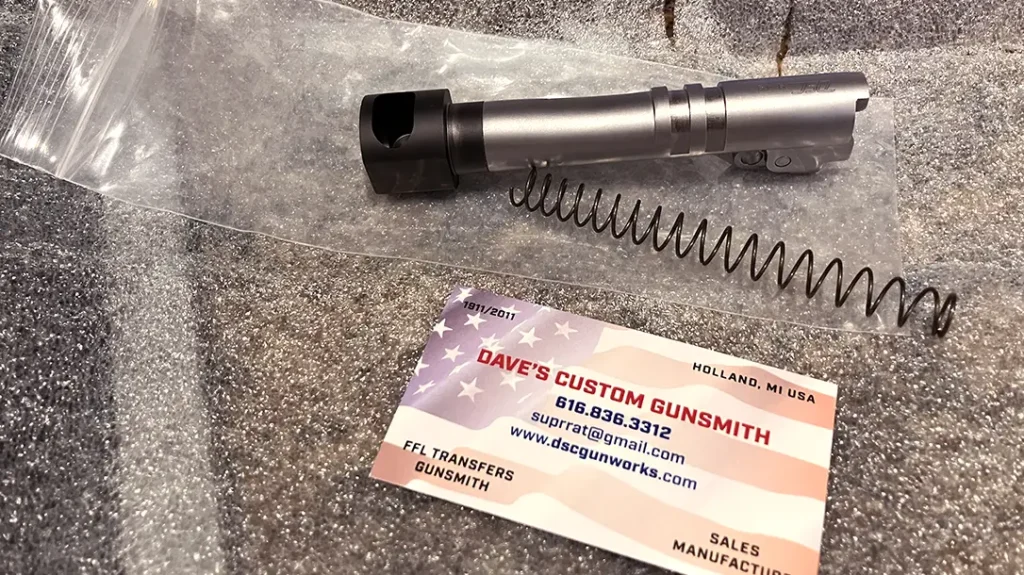 1911/2011
HOLLAND, MI USA
DAVE'S CUSTOM GUNSMITH
616.836.3312
suprrat@gmail.com
www.dscgunworks.com
FFL TRANSFERS
GUNSMITH
SALES
MANUFACTUR